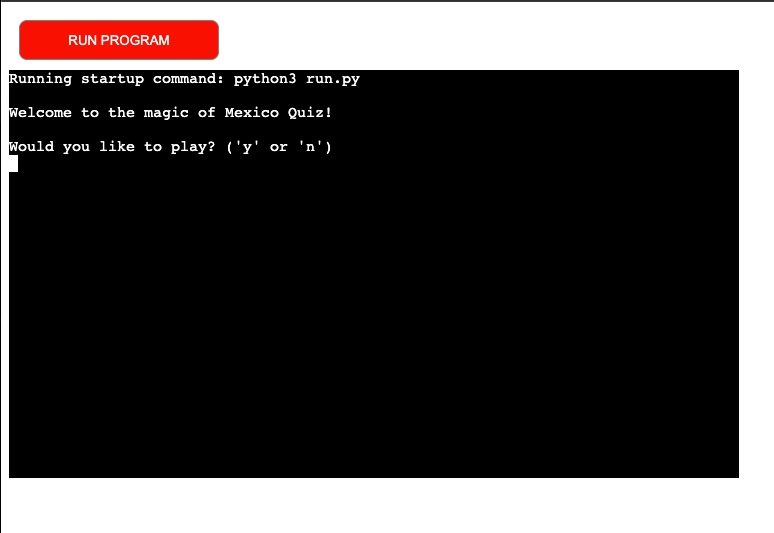 RUN PROGRAM
Running startup command: python3 run.py
Welcome to the magic of Mexico Quiz!
Would you like to play? ('y' or 'n')